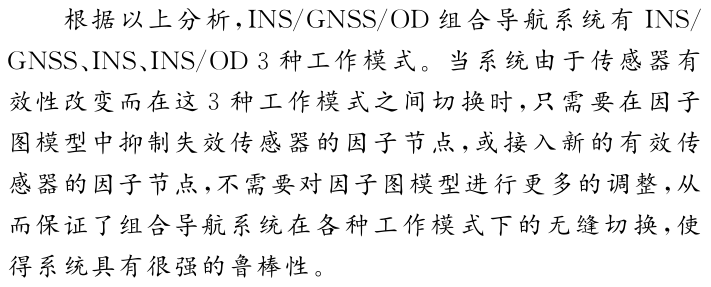 根据以上分析,INS/GNSS/OD 组合导航系统有 INS/
GNSS、INS、INS/OD 3 种工作模式。当系统由于传感器有
效性改变而在这 3 种工作模式之间切换时,只需要在因子
图模型中抑制失效传感器的因子节点,或接入新的有效传
感器的因子节点,不需要对因子图模型进行更多的调整,从
而保证了组合导航系统在各种工作模式下的无缝切换,使
得系统具有很强的鲁棒性。